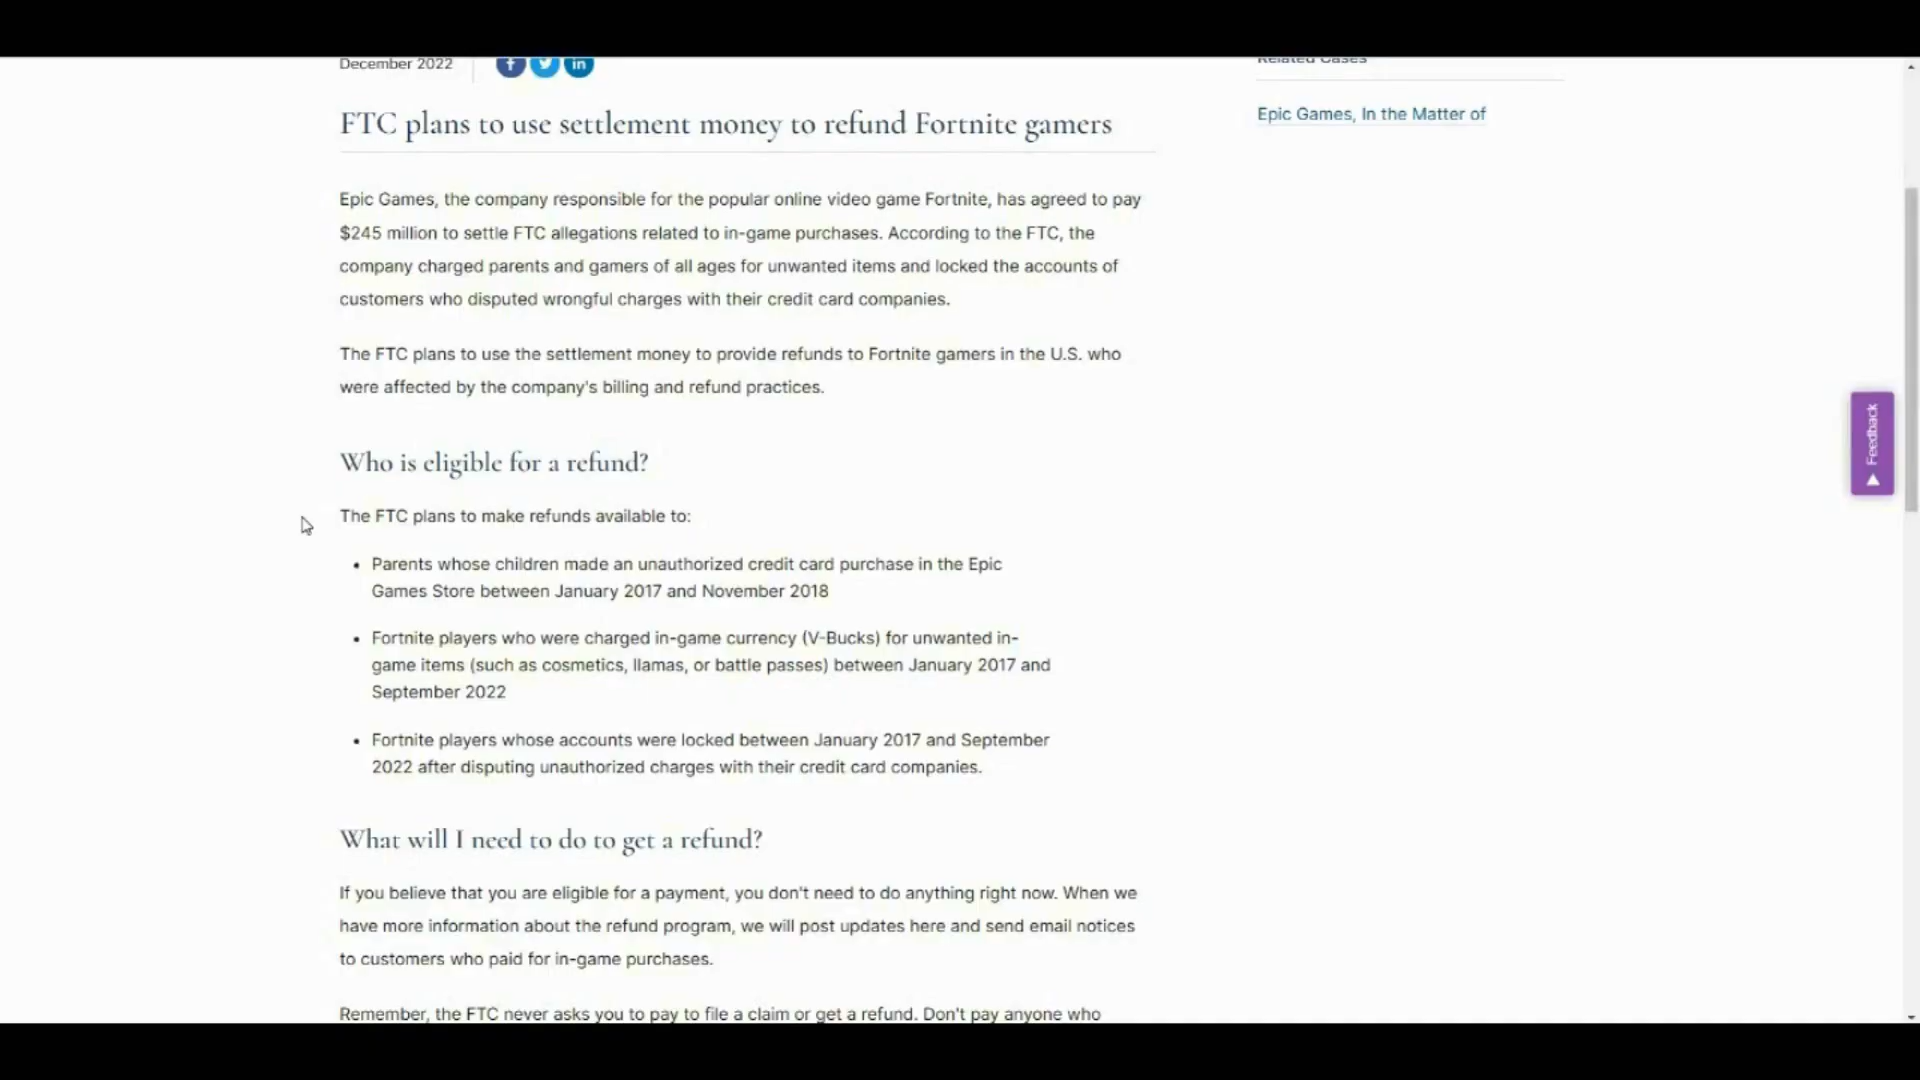 December 2022
f
in
Related Cases
Epic Games, In the Matter of
FTC plans to use settlement money to refund Fortnite gamers
Epic Games, the company responsible for the popular online video game Fortnite, has agreed to pay
$245 million to settle FTC allegations related to in-game purchases. According to the FTC, the
company charged parents and gamers of all ages for unwanted items and locked the accounts of
customers who disputed wrongful charges with their credit card companies.
The FTC plans to use the settlement money to provide refunds to Fortnite gamers in the U.S. who
were affected by the company's billing and refund practices.
Who is eligible for a refund?
The FTC plans to make refunds available to:
• Parents whose children made an unauthorized credit card purchase in the Epic
Games Store between January 2017 and November 2018
• Fortnite players who were charged in-game currency (V-Bucks) for unwanted in-
game items (such as cosmetics, llamas, or battle passes) between January 2017 and
September 2022
• Fortnite players whose accounts were locked between January 2017 and September
2022 after disputing unauthorized charges with their credit card companies.
What will I need to do to get a refund?
If you believe that you are eligible for a payment, you don't need to do anything right now. When we
have more information about the refund program, we will post updates here and send email notices
to customers who paid for in-game purchases.
Remember, the FTC never asks you to pay to file a claim or get a refund. Don't pay anyone who
Feedback